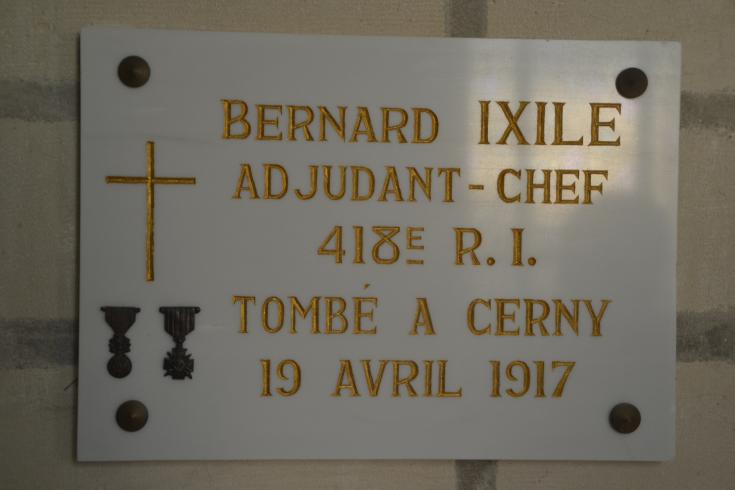 BERNARD IXILE
ADJUDANT-CHEF
418E R.I.
TOMBÉ A CERNY
19 AVRIL 1917